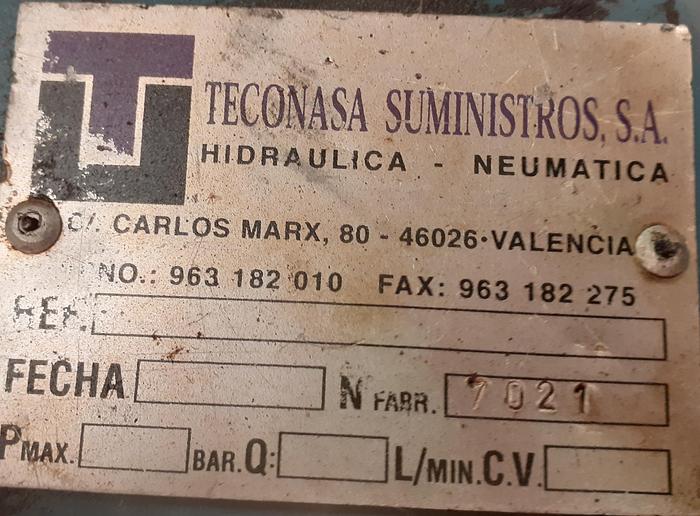 TECONASA SUMINISTROS, S.A.
HIDRAULICA - NEUMATICA
C/. CARLOS MARX, 80 - 46026·VALENCIA
NO.: 963 182 010 FAX: 963 182 275
REF.
FECHA N FABR. 7021
PMAX. BAR. Q: L/MIN. C.V.